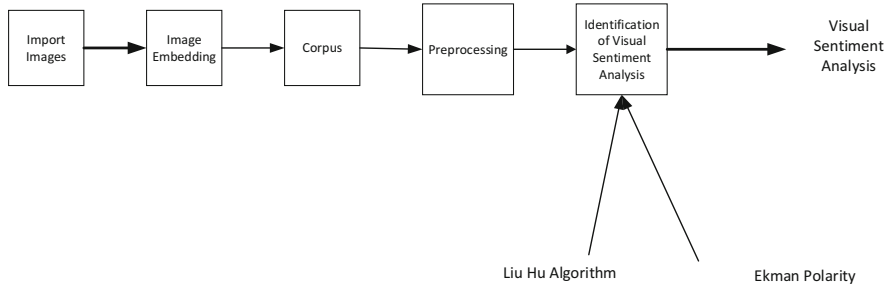 Import
Images
Image
Embedding
Corpus
Preprocessing
Identification
of Visual
Sentiment
Analysis
Visual
Sentiment
Analysis
Liu Hu Algorithm
Ekman Polarity